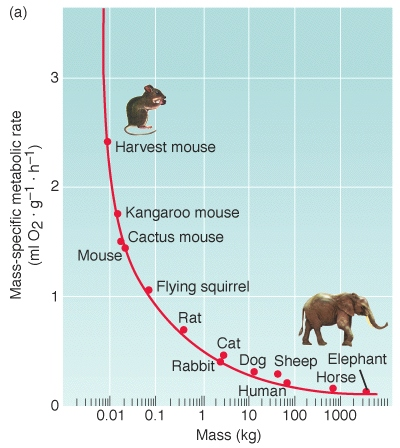 (a)
Mass-specific metabolic rate
(ml O2 · g-1 · h-1)
3
2
1
0
Harvest mouse
Kangaroo mouse
Cactus mouse
Mouse
Flying squirrel
Rat
Cat
Rabbit
Dog
Sheep
Elephant
Human
Horse
0.01 0.1 1 10 100 1000
Mass (kg)